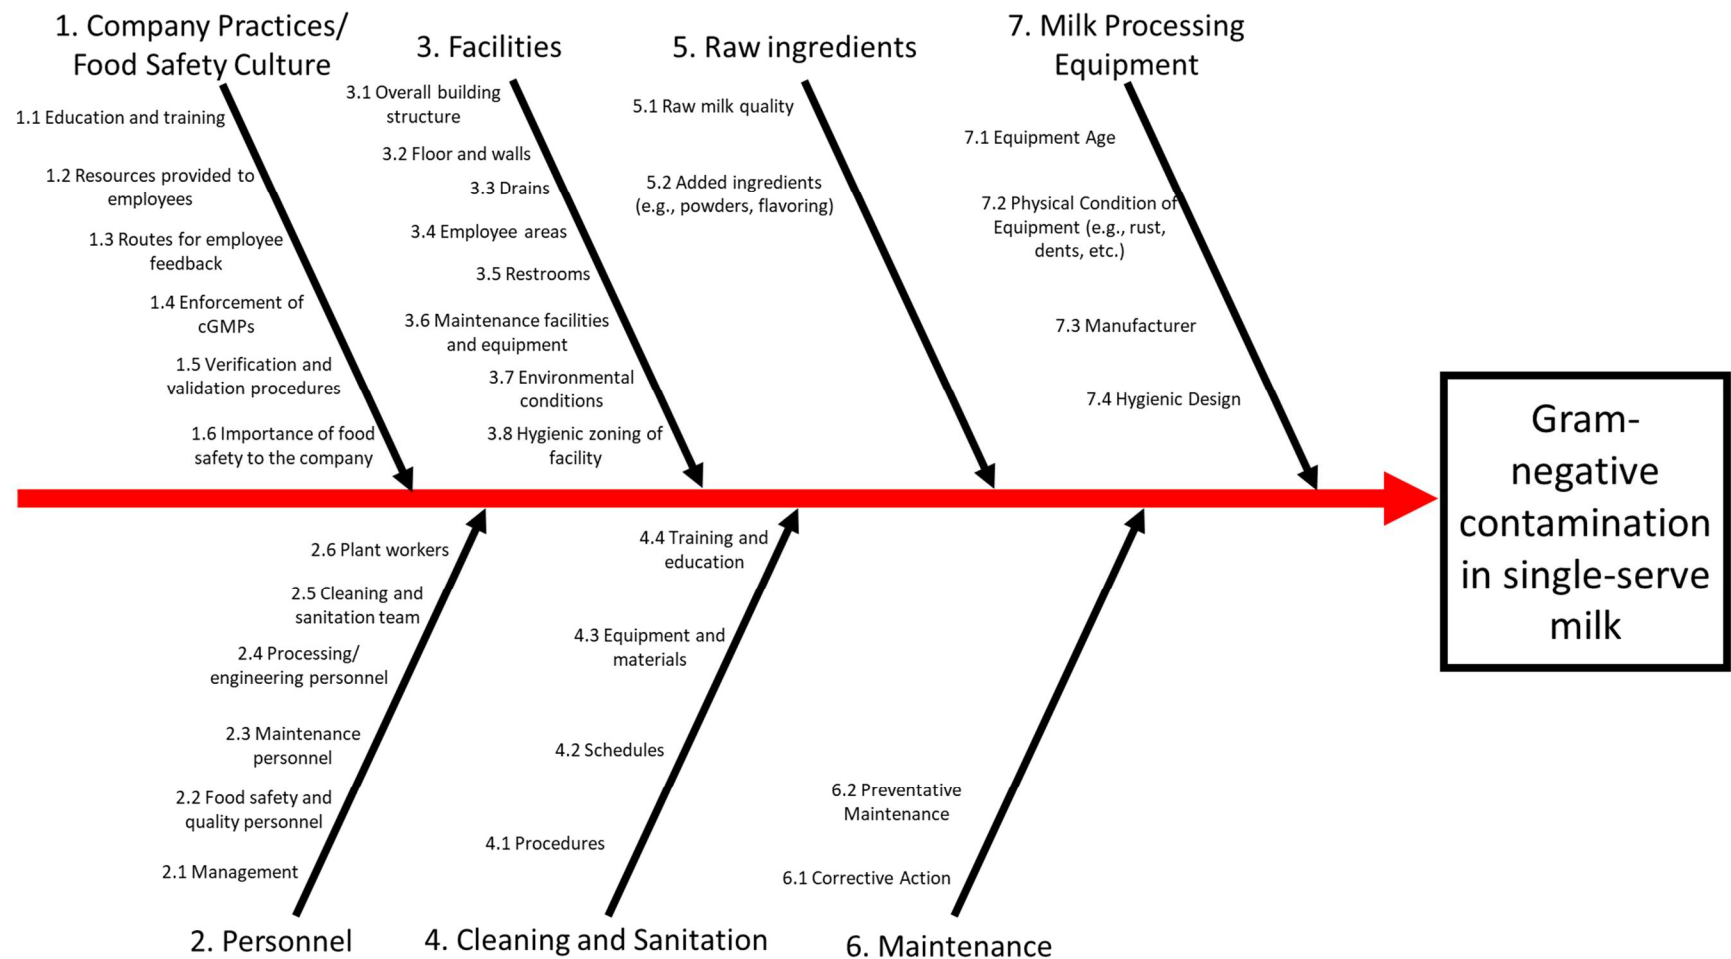 1. Company Practices/
Food Safety Culture
1.1 Education and training
1.2 Resources provided to
employees
1.3 Routes for employee
feedback
1.4 Enforcement of
cGMPs
1.5 Verification and
validation procedures
1.6 Importance of food
safety to the company
3. Facilities
3.1 Overall building
structure
3.2 Floor and walls
3.3 Drains
3.4 Employee areas
3.5 Restrooms
3.6 Maintenance facilities
and equipment
3.7 Environmental
conditions
3.8 Hygienic zoning of
facility
5. Raw ingredients
5.1 Raw milk quality
5.2 Added ingredients
(e.g., powders, flavoring)
7. Milk Processing
Equipment
7.1 Equipment Age
7.2 Physical Condition of
Equipment (e.g., rust,
dents, etc.)
7.3 Manufacturer
7.4 Hygienic Design
Gram-
negative
contamination
in single-serve
milk
2.6 Plant workers
2.5 Cleaning and
sanitation team
2.4 Processing/
engineering personnel
2.3 Maintenance
personnel
2.2 Food safety and
quality personnel
2.1 Management
2. Personnel
4.4 Training and
education
4.3 Equipment and
materials
4.2 Schedules
4.1 Procedures
4. Cleaning and Sanitation
6.2 Preventative
Maintenance
6.1 Corrective Action
6. Maintenance